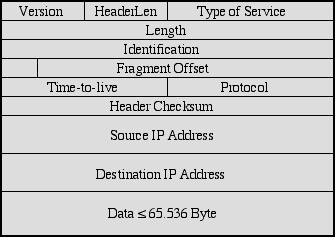 Version HeaderLen Type of Service
Length
Identification
Fragment Offset
Time-to-live Protocol
Header Checksum
Source IP Address
Destination IP Address
Data ≤ 65.536 Byte